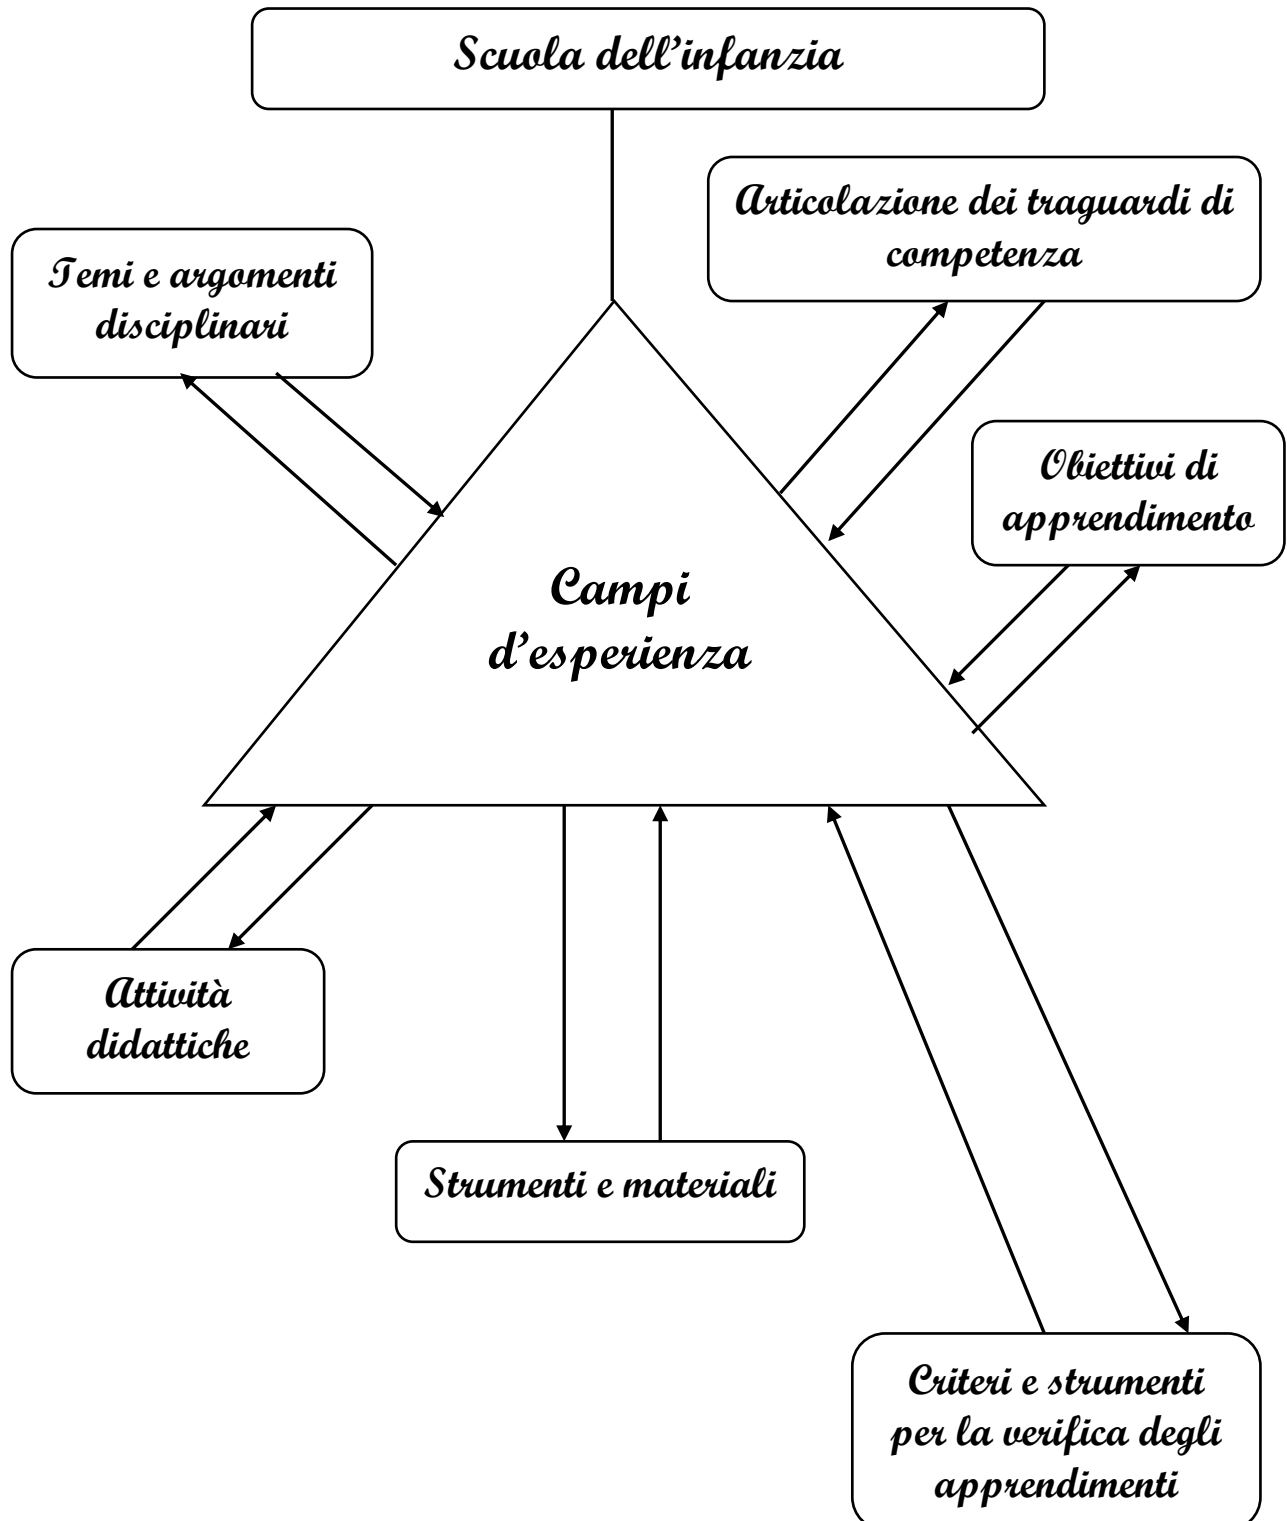 Scuola dell'infanzia
Articolazione dei traguardi di
competenza
Temi e argomenti
disciplinari
Obiettivi di
apprendimento
Campi
d'esperienza
Attività
didattiche
Strumenti e materiali
Criteri e strumenti
per la verifica degli
apprendimenti